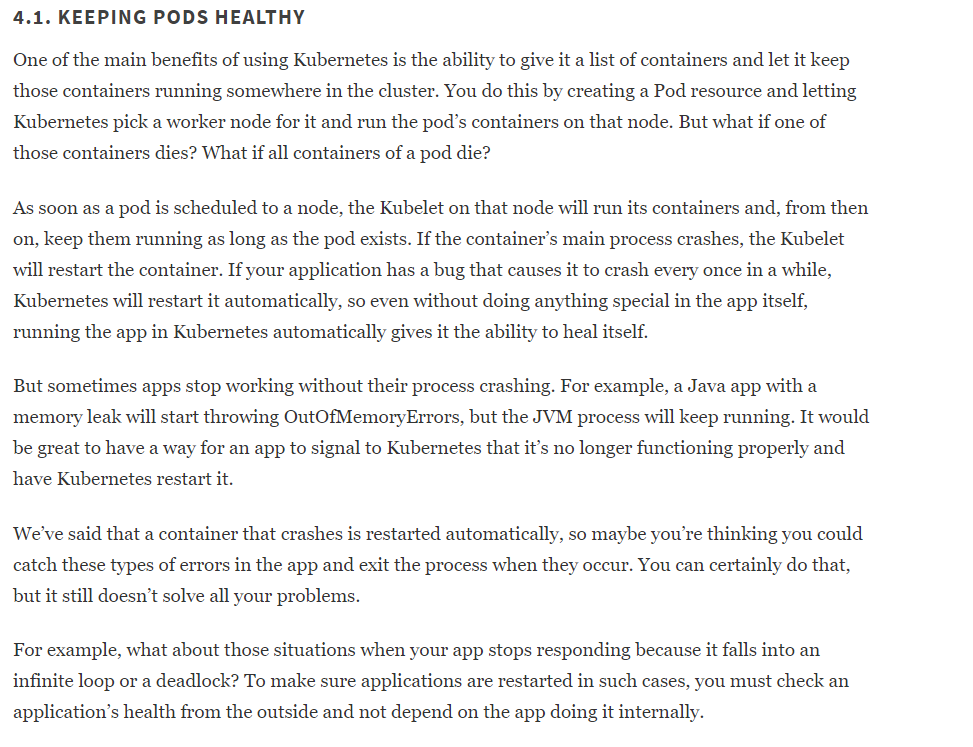 4.1. KEEPING PODS HEALTHY
One of the main benefits of using Kubernetes is the ability to give it a list of containers and let it keep
those containers running somewhere in the cluster. You do this by creating a Pod resource and letting
Kubernetes pick a worker node for it and run the pod’s containers on that node. But what if one of
those containers dies? What if all containers of a pod die?
As soon as a pod is scheduled to a node, the Kubelet on that node will run its containers and, from then
on, keep them running as long as the pod exists. If the container’s main process crashes, the Kubelet
will restart the container. If your application has a bug that causes it to crash every once in a while,
Kubernetes will restart it automatically, so even without doing anything special in the app itself,
running the app in Kubernetes automatically gives it the ability to heal itself.
But sometimes apps stop working without their process crashing. For example, a Java app with a
memory leak will start throwing OutOfMemoryErrors, but the JVM process will keep running. It would
be great to have a way for an app to signal to Kubernetes that it’s no longer functioning properly and
have Kubernetes restart it.
We’ve said that a container that crashes is restarted automatically, so maybe you’re thinking you could
catch these types of errors in the app and exit the process when they occur. You can certainly do that,
but it still doesn’t solve all your problems.
For example, what about those situations when your app stops responding because it falls into an
infinite loop or a deadlock? To make sure applications are restarted in such cases, you must check an
application’s health from the outside and not depend on the app doing it internally.